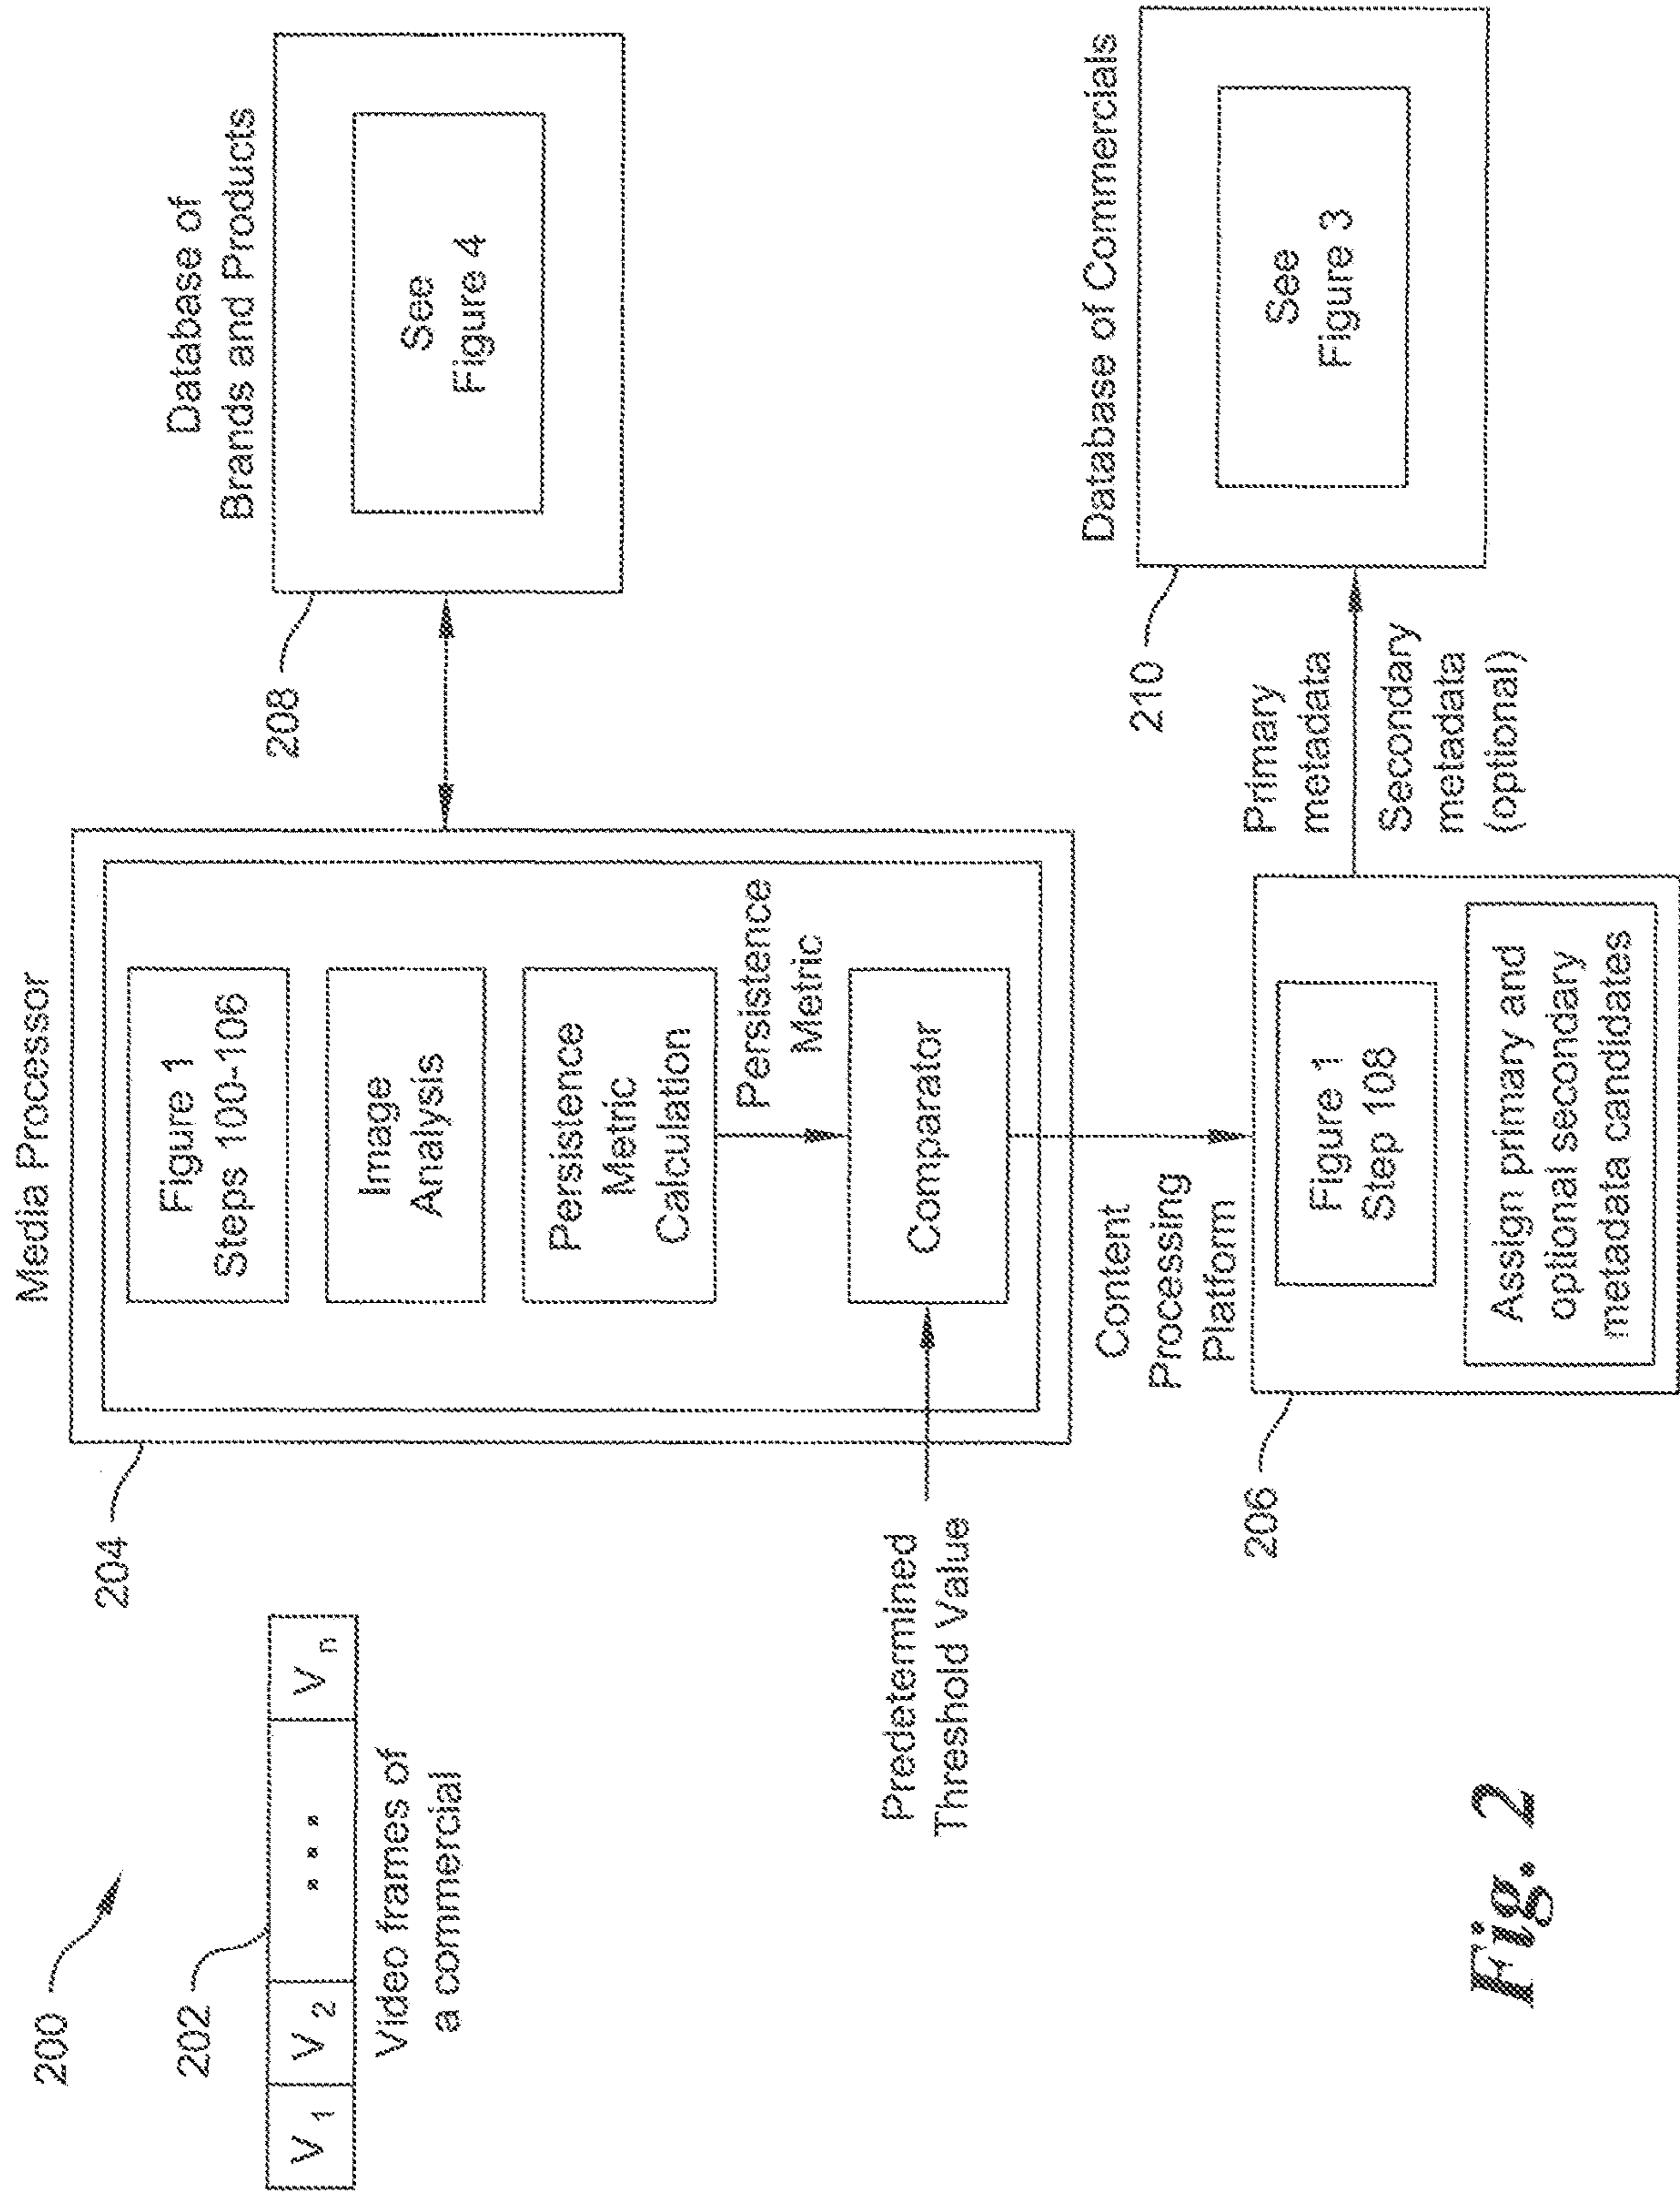 200
202
V 1
V 2
...
V n
Video frames of
a commercial
204
Media Processor
Figure 1
Steps 100-106
Image
Analysis
Persistence
Metric
Calculation
Persistence
Metric
Comparator
Predetermined
Threshold Value
208
Database of
Brands and Products
See
Figure 4
Content
Processing
Platform
206
Figure 1
Step 108
Assign primary and
optional secondary
metadata candidates
Primary
metadata
Secondary
metadata
(optional)
210
Database of Commercials
See
Figure 3
Fig. 2